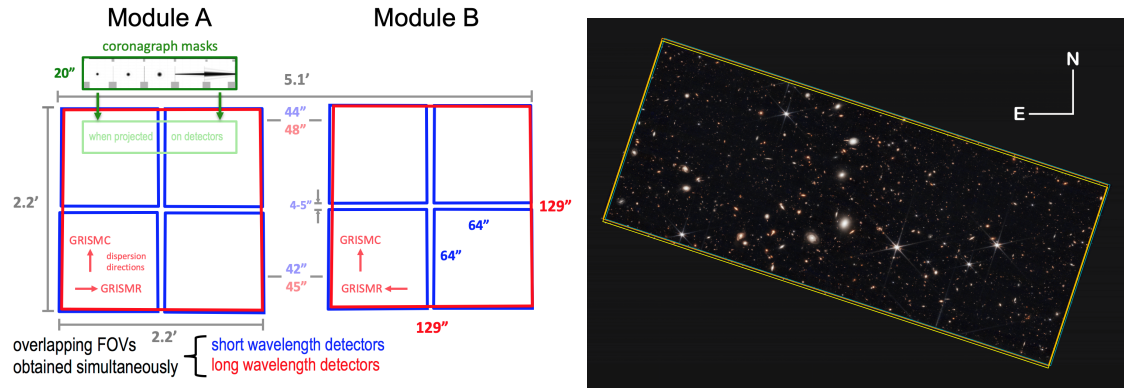 Module A
Module B
coronagraph masks
20”
5.1’
44”
48”
when projected on detectors
2.2’
4-5”
129”
64”
64”
GRISMC
dispersion
directions
GRISMR
42”
45”
GRISMC
GRISMR
2.2’
129”
overlapping FOVs
obtained simultaneously
short wavelength detectors
long wavelength detectors
N
E